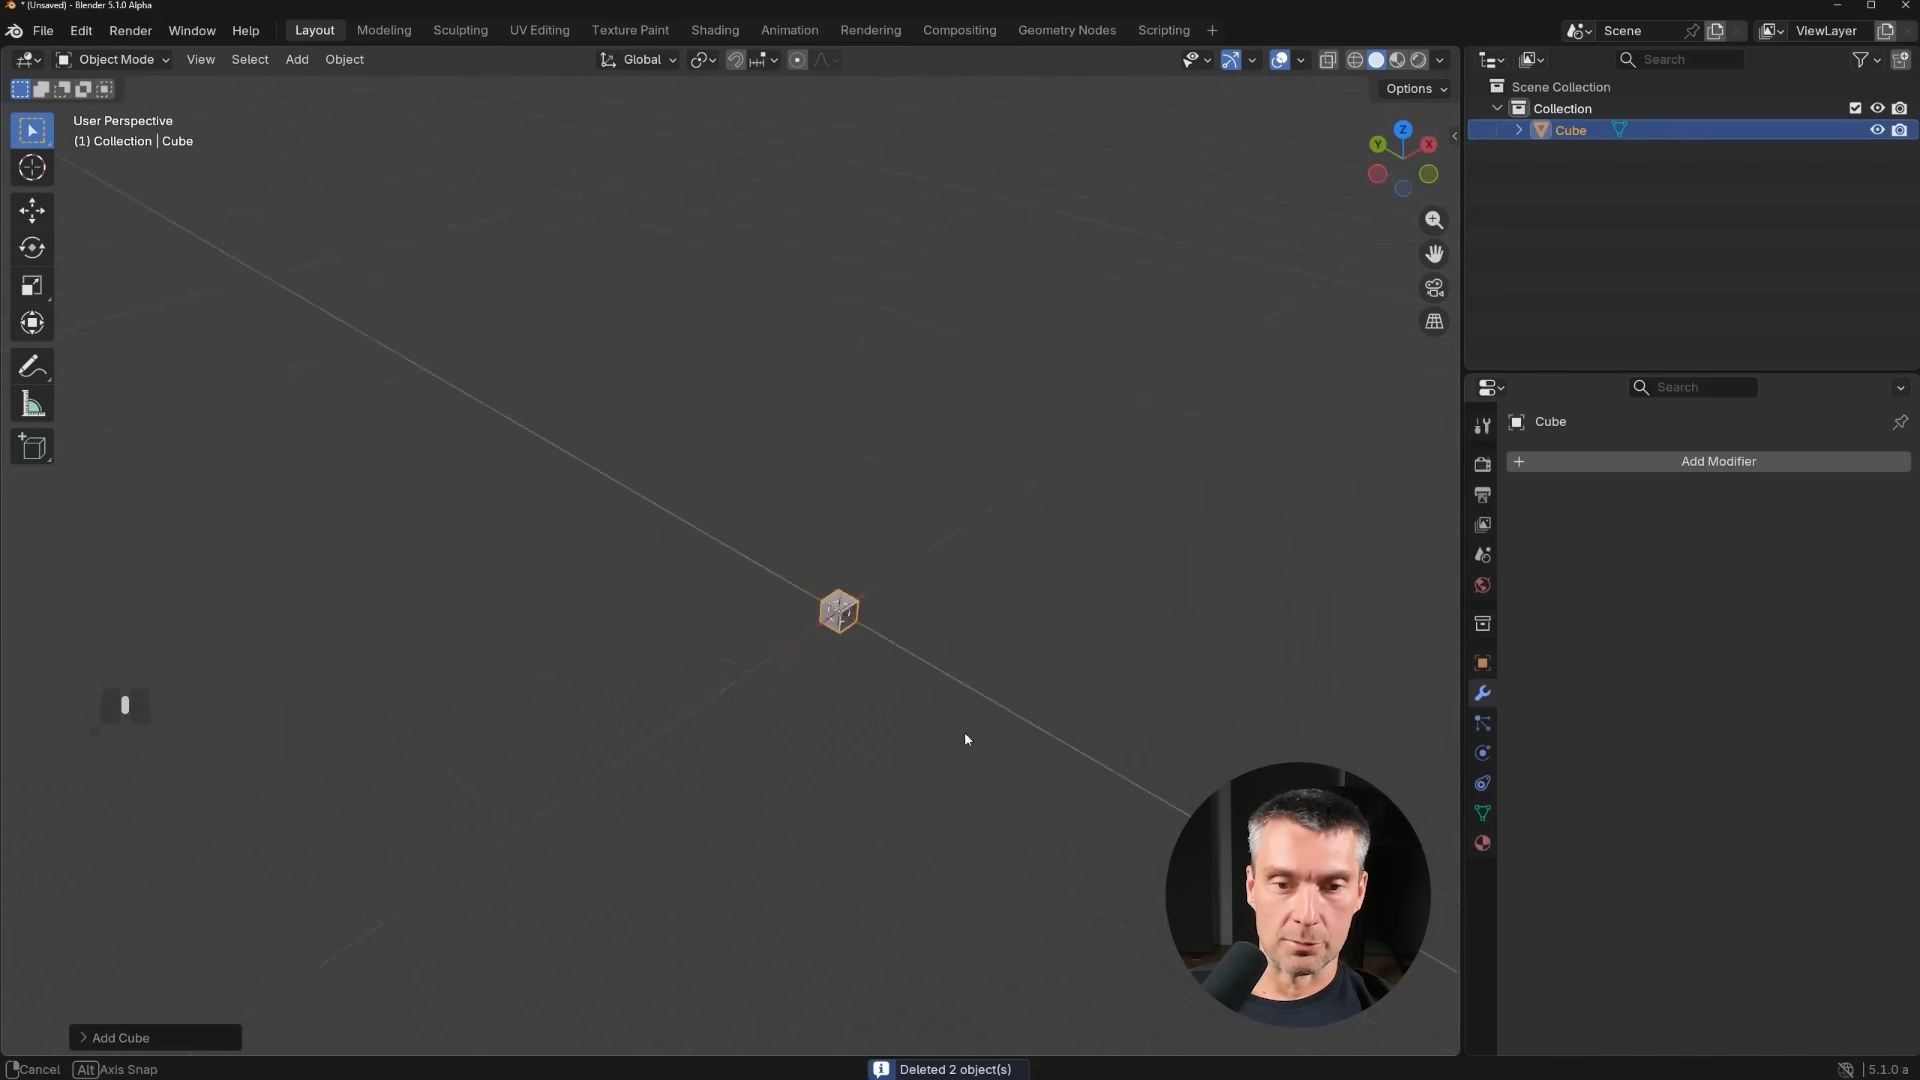 * (Unsaved) - Blender 5.1.0 Alpha
File Edit Render Window Help Layout Modeling Sculpting UV Editing Texture Paint Shading Animation Rendering Compositing Geometry Nodes Scripting + Scene ViewLayer
Object Mode View Select Add Object Global Search
Options
Scene Collection
Collection
Cube
User Perspective
(1) Collection | Cube
Z
Y X
Search
Cube
+ Add Modifier
Add Cube
Cancel Alt Axis Snap Deleted 2 object(s) 5.1.0 a